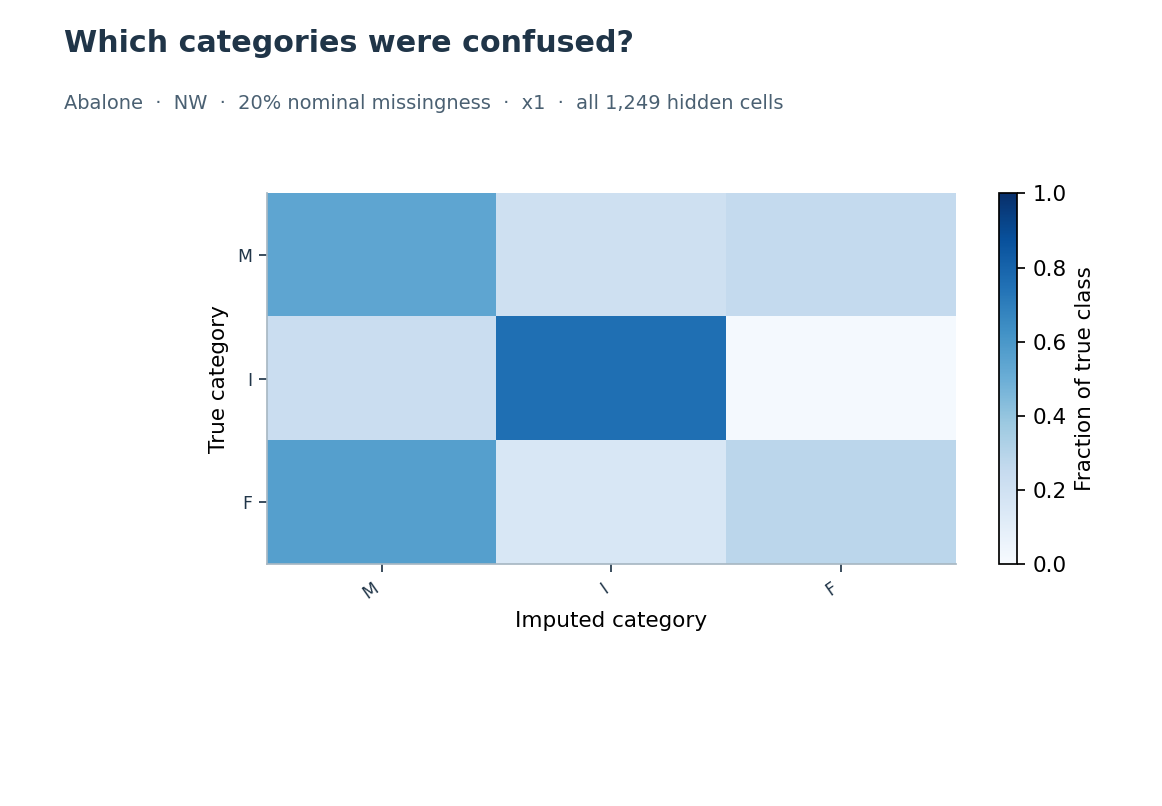 Which categories were confused?
Abalone · NW · 20% nominal missingness · x1 · all 1,249 hidden cells
True category
M
I
F
M
I
F
Imputed category
1.0
0.8
0.6
0.4
0.2
0.0
Fraction of true class